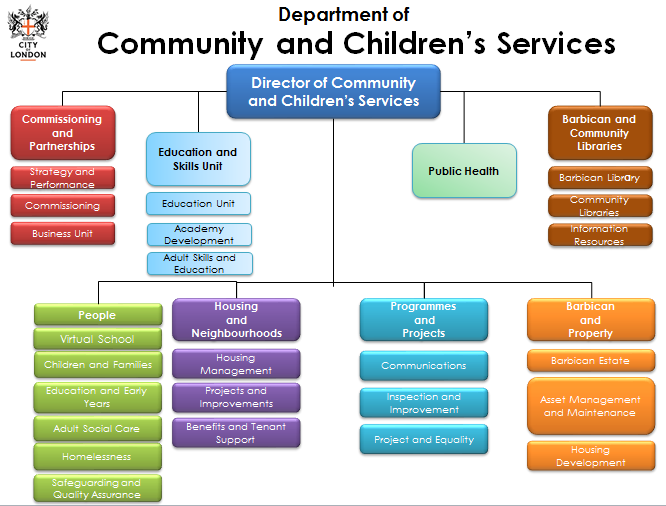 CITY
OF
LONDON
Department of
Community and Children's Services
Director of Community
and Children's Services
Commissioning
and
Partnerships
Strategy and
Performance
Commissioning
Business Unit
Education and
Skills Unit
Education Unit
Academy
Development
Adult Skills and
Education
Public Health
Barbican and
Community
Libraries
Barbican Library
Community
Libraries
Information
Resources
People
Virtual School
Children and Families
Education and Early
Years
Adult Social Care
Homelessness
Safeguarding and
Quality Assurance
Housing
and
Neighbourhoods
Housing
Management
Projects and
Improvements
Benefits and Tenant
Support
Programmes
and
Projects
Communications
Inspection and
Improvement
Project and Equality
Barbican
and
Property
Barbican Estate
Asset Management
and Maintenance
Housing
Development